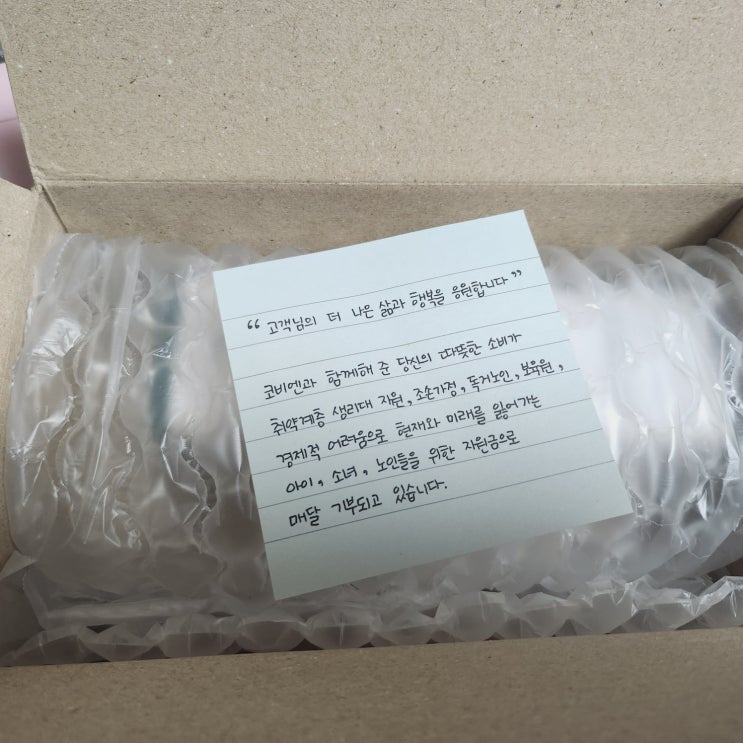 “ 고객님의 더 나은 삶과 행복을 응원합니다 ”
코비엔과 함께해 준 당신의 따뜻한 소비가
취약계층 생리대 지원, 조손가정, 독거노인, 보육원,
경제적 어려움으로 현재와 미래를 잃어가는
아이, 소녀, 노인들을 위한 지원금으로
매달 기부되고 있습니다.